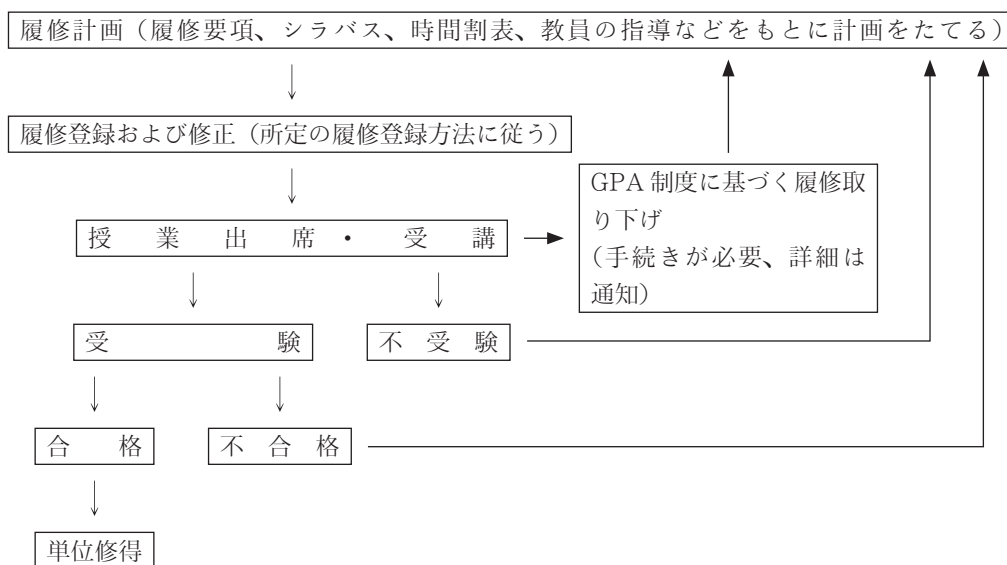 履修計画（履修要項、シラバス、時間割表、教員の指導などをもとに計画をたてる）
履修登録および修正（所定の履修登録方法に従う）
GPA 制度に基づく履修取
り下げ
（手続きが必要、詳細は
通知）
授業出席・受講
受験
不受験
合格
不合格
単位修得